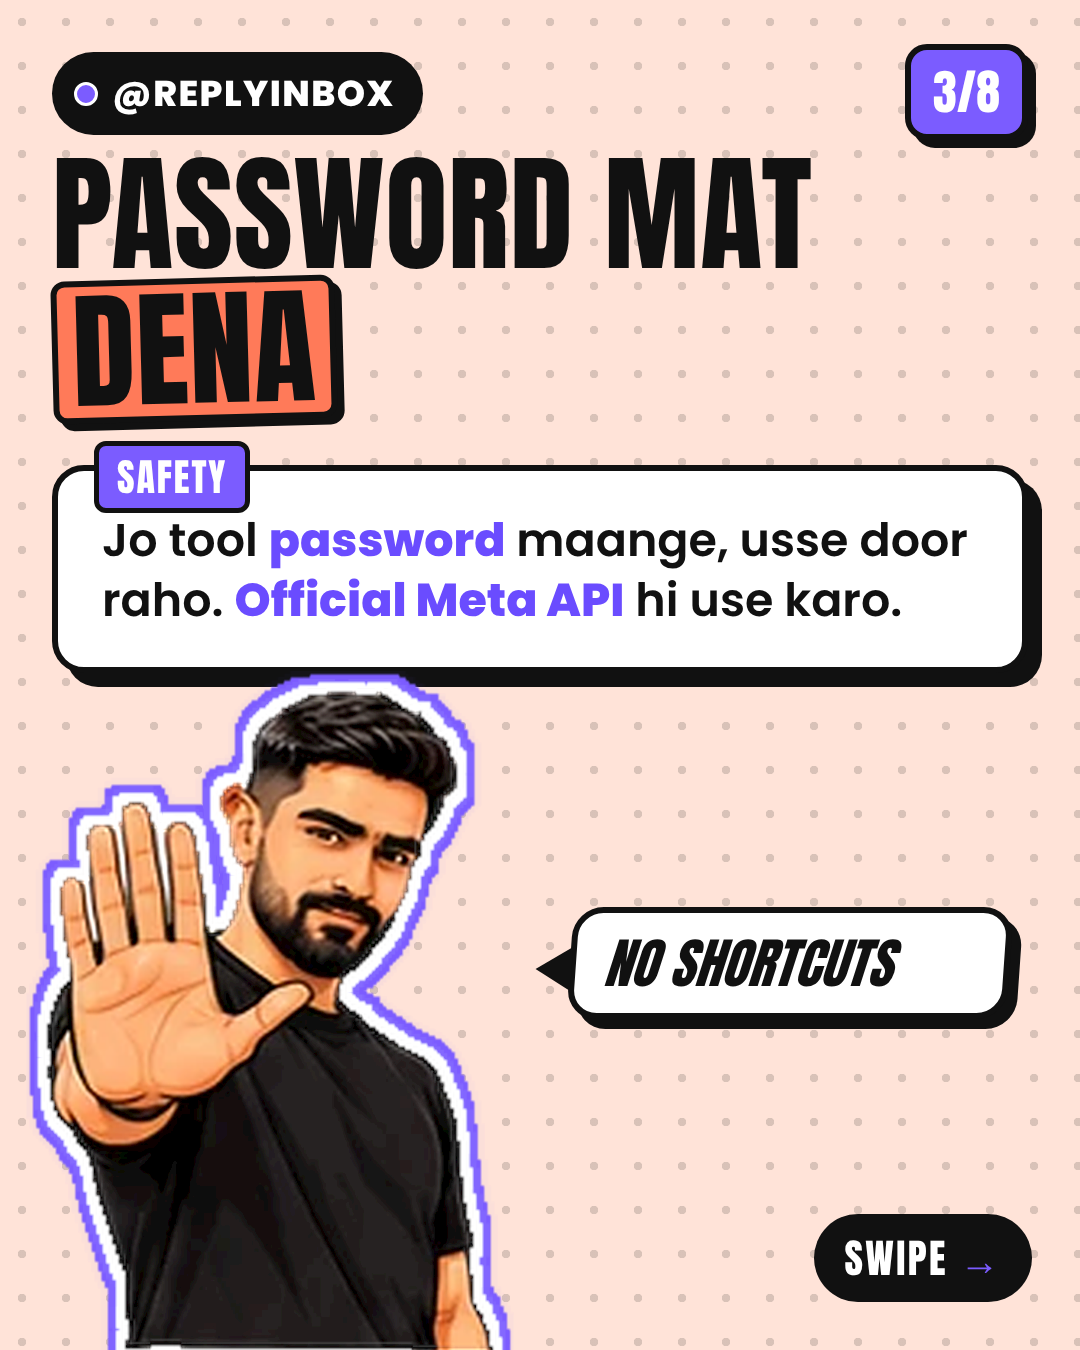 @REPLYINBOX
3/8
PASSWORD MAT
DENA
SAFETY
Jo tool password maange, usse door
raho. Official Meta API hi use karo.
NO SHORTCUTS
SWIPE →